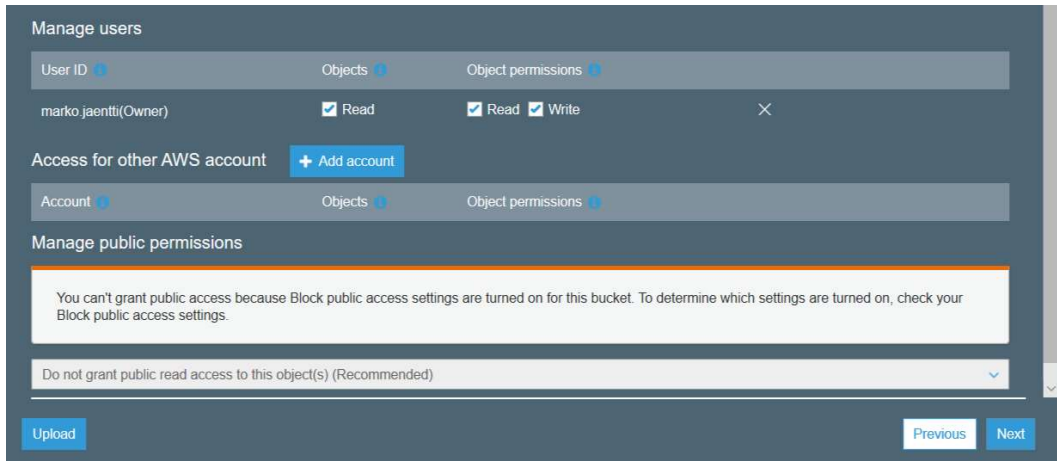 Manage users
User ID Objects Object permissions
marko.jaentti(Owner) Read Read Write
Access for other AWS account + Add account
Account Objects Object permissions
Manage public permissions
You can't grant public access because Block public access settings are turned on for this bucket. To determine which settings are turned on, check your
Block public access settings.
Do not grant public read access to this object(s) (Recommended)
Upload Previous Next